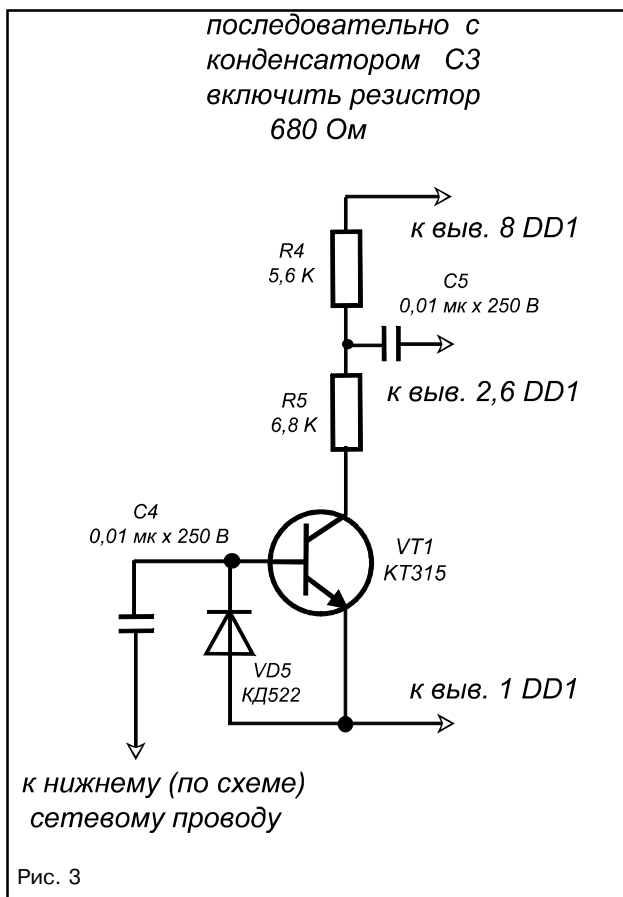 последовательно с
конденсатором С3
включить резистор
680 Ом
к выв. 8 DD1
R4
5,6 K
C5
0,01 мк х 250 В
к выв. 2,6 DD1
R5
6,8 K
C4
0,01 мк х 250 В
VT1
KT315
VD5
КД522
к выв. 1 DD1
к нижнему (по схеме)
сетевому проводу
Рис. 3